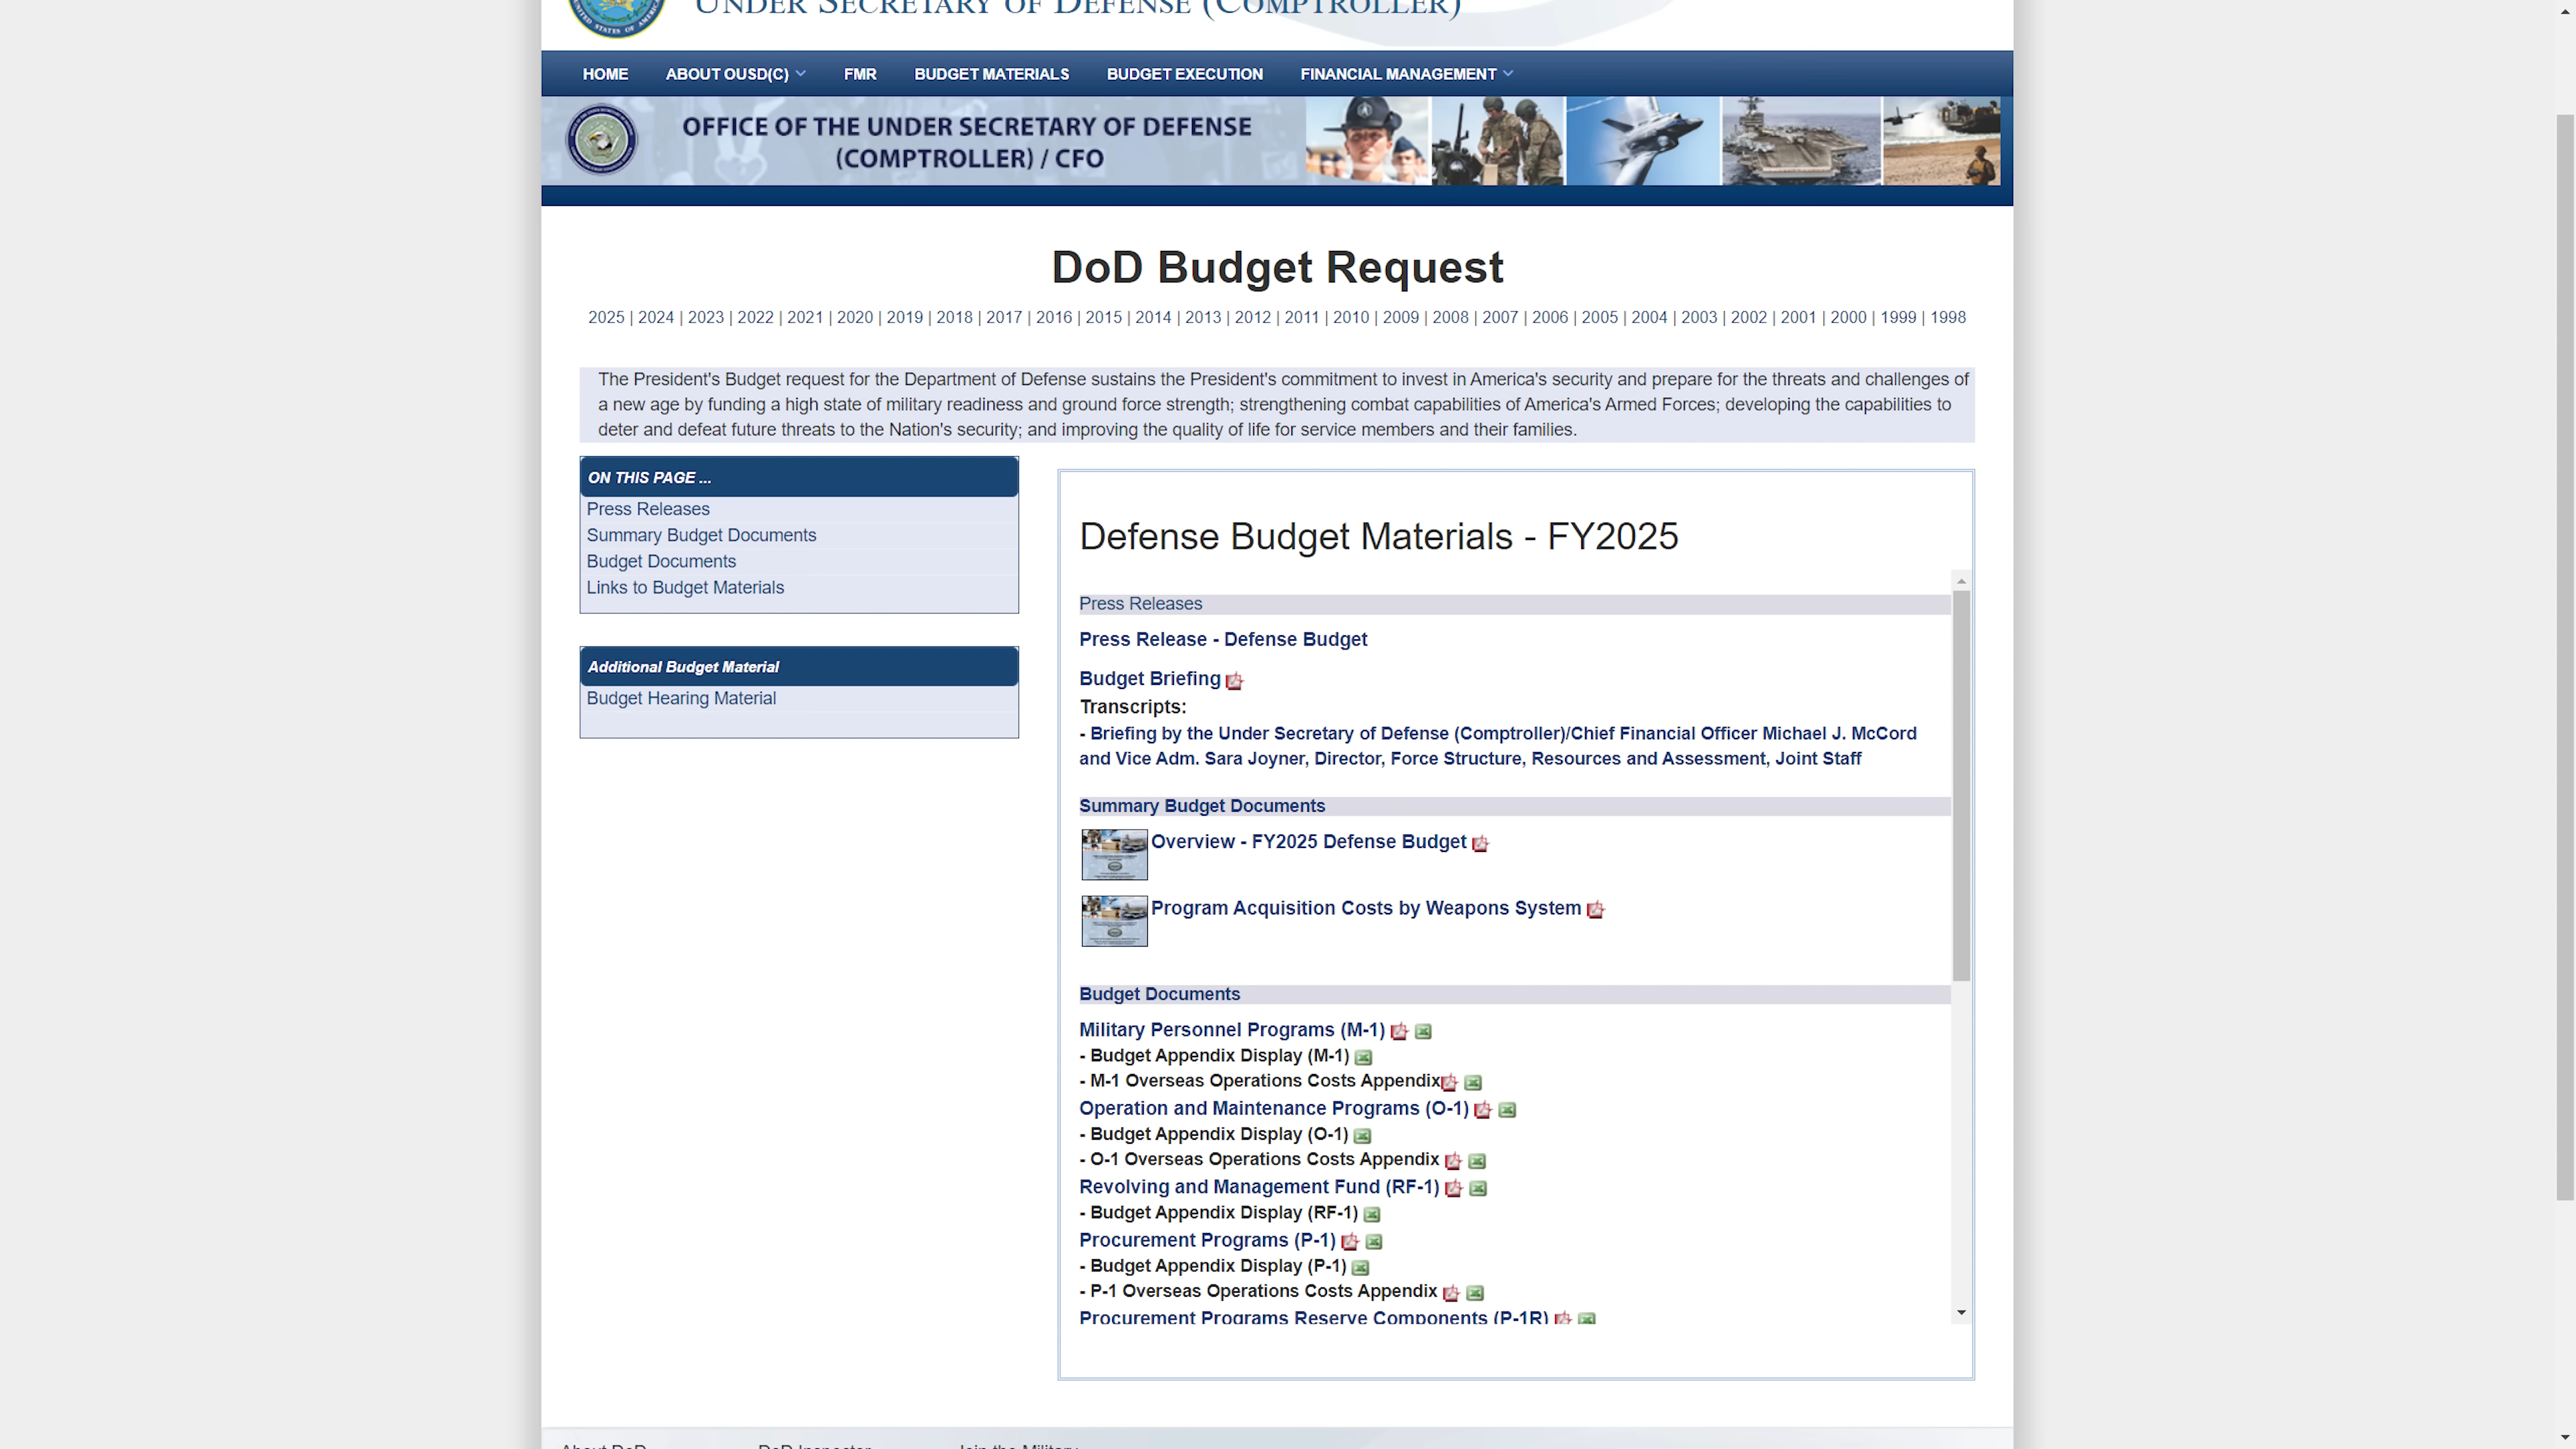 UNDER SECRETARY OF DEFENSE (COMPTROLLER)
UNITED STATES OF AMERICA
HOME ABOUT OUSD(C) FMR BUDGET MATERIALS BUDGET EXECUTION FINANCIAL MANAGEMENT
OFFICE OF THE UNDER SECRETARY OF DEFENSE
(COMPTROLLER) / CFO
DoD Budget Request
2025 | 2024 | 2023 | 2022 | 2021 | 2020 | 2019 | 2018 | 2017 | 2016 | 2015 | 2014 | 2013 | 2012 | 2011 | 2010 | 2009 | 2008 | 2007 | 2006 | 2005 | 2004 | 2003 | 2002 | 2001 | 2000 | 1999 | 1998
The President's Budget request for the Department of Defense sustains the President's commitment to invest in America's security and prepare for the threats and challenges of
a new age by funding a high state of military readiness and ground force strength; strengthening combat capabilities of America's Armed Forces; developing the capabilities to
deter and defeat future threats to the Nation's security; and improving the quality of life for service members and their families.
ON THIS PAGE ...
Press Releases
Summary Budget Documents
Budget Documents
Links to Budget Materials
Additional Budget Material
Budget Hearing Material
Defense Budget Materials - FY2025
Press Releases
Press Release - Defense Budget
Budget Briefing
Transcripts:
- Briefing by the Under Secretary of Defense (Comptroller)/Chief Financial Officer Michael J. McCord
and Vice Adm. Sara Joyner, Director, Force Structure, Resources and Assessment, Joint Staff
Summary Budget Documents
Overview - FY2025 Defense Budget
Program Acquisition Costs by Weapons System
Budget Documents
Military Personnel Programs (M-1)
- Budget Appendix Display (M-1)
- M-1 Overseas Operations Costs Appendix
Operation and Maintenance Programs (O-1)
- Budget Appendix Display (O-1)
- O-1 Overseas Operations Costs Appendix
Revolving and Management Fund (RF-1)
- Budget Appendix Display (RF-1)
Procurement Programs (P-1)
- Budget Appendix Display (P-1)
- P-1 Overseas Operations Costs Appendix
Procurement Programs Reserve Components (P-1R)
About DoD DoD Inspector Join the Military